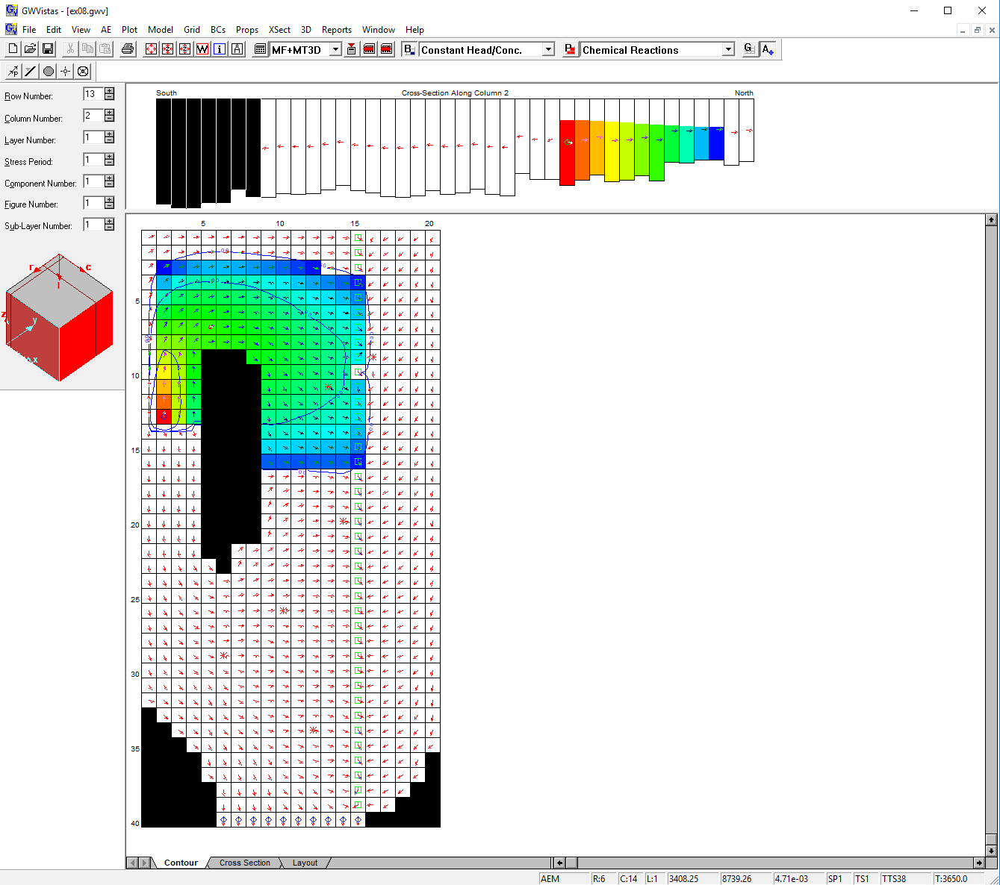 GWVistas - [ex08.gwv]
File Edit View AE Plot Model Grid BCs Props XSect 3D Reports Window Help
W i A MF+MT3D B Constant Head/Conc. P Chemical Reactions G A
P
Row Number: 13
Column Number: 2
Layer Number: 1
Stress Period: 1
Component Number: 1
Figure Number: 1
Sub-Layer Number: 1
r c
l
z y
x
South Cross-Section Along Column 2 North
5 10 15 20
5
10
15
20
25
30
35
40
Contour Cross Section Layout
AEM R:6 C:14 L:1 3408.25 8739.26 4.71e-03 SP1 TS1 TTS38 T:3650.0